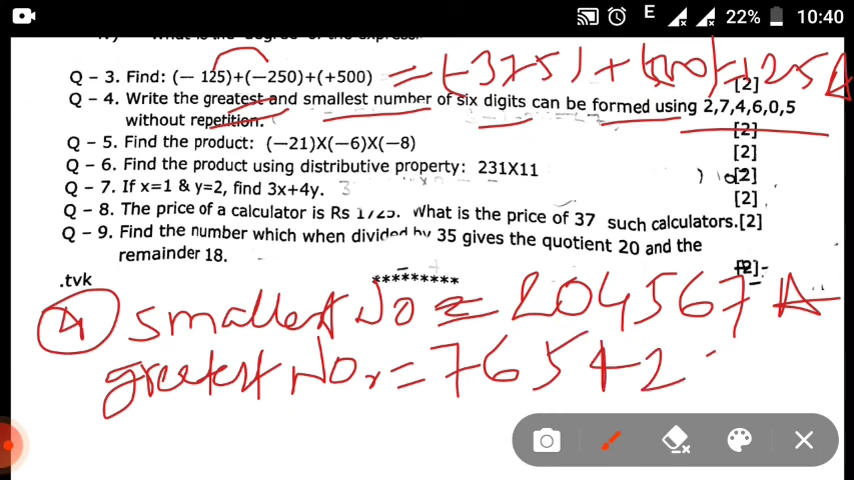 E 22% 10:40
Q – 3. Find: (– 125)+(–250)+(+500) = (-375) + (500) = 125 A
[2]
Q – 4. Write the greatest and smallest number of six digits can be formed using 2,7,4,6,0,5
without repetition. [2]
Q – 5. Find the product: (–21)X(–6)X(–8) [2]
Q – 6. Find the product using distributive property: 231X11 [2]
Q – 7. If x=1 & y=2, find 3x+4y. [2]
Q – 8. The price of a calculator is Rs 1725. What is the price of 37 such calculators.[2]
Q – 9. Find the number which when divided by 35 gives the quotient 20 and the
remainder 18. [2]
.tvk *********
4 smallest No = 204567 A
greetest No. = 76542